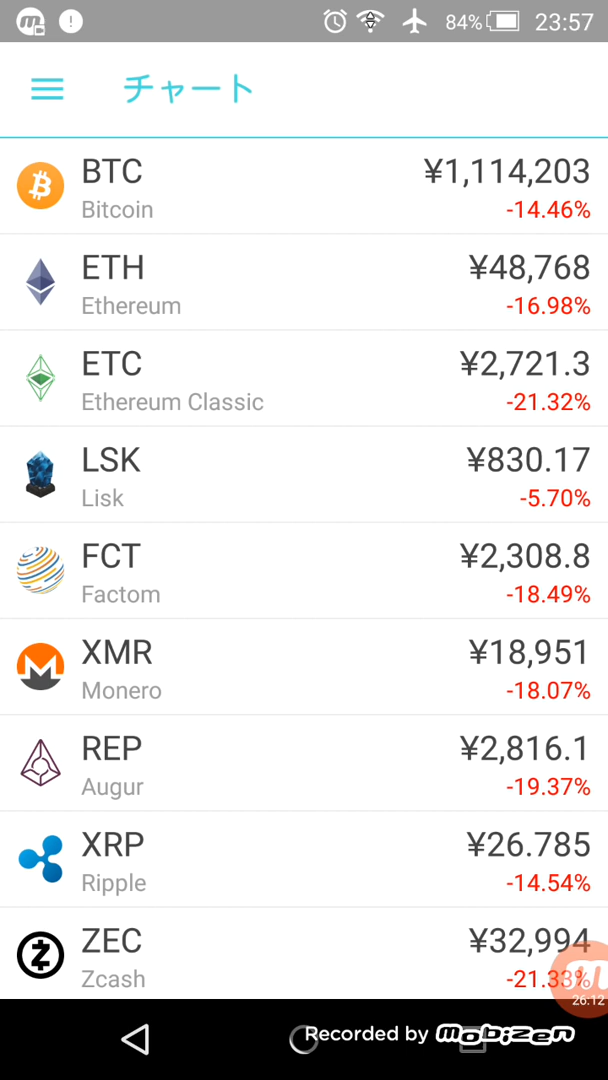 84% 23:57
チャート
BTC ¥1,114,203
Bitcoin -14.46%
ETH ¥48,768
Ethereum -16.98%
ETC ¥2,721.3
Ethereum Classic -21.32%
LSK ¥830.17
Lisk -5.70%
FCT ¥2,308.8
Factom -18.49%
XMR ¥18,951
Monero -18.07%
REP ¥2,816.1
Augur -19.37%
XRP ¥26.785
Ripple -14.54%
ZEC ¥32,994
Zcash -21.33%
26:12
Recorded by mobizen